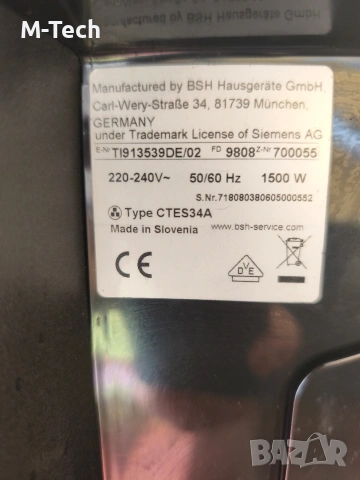 M-Tech
Manufactured by BSH Hausgeräte GmbH,
Carl-Wery-Straße 34, 81739 München,
GERMANY
under Trademark License of Siemens AG
E-Nr TI913539DE/02 FD 9808 Z-Nr 700055
220-240V~ 50/60 Hz 1500 W
S.Nr.718080380605000552
Type CTES34A
Made in Slovenia www.bsh-service.com
CE
DVE
BAZAR